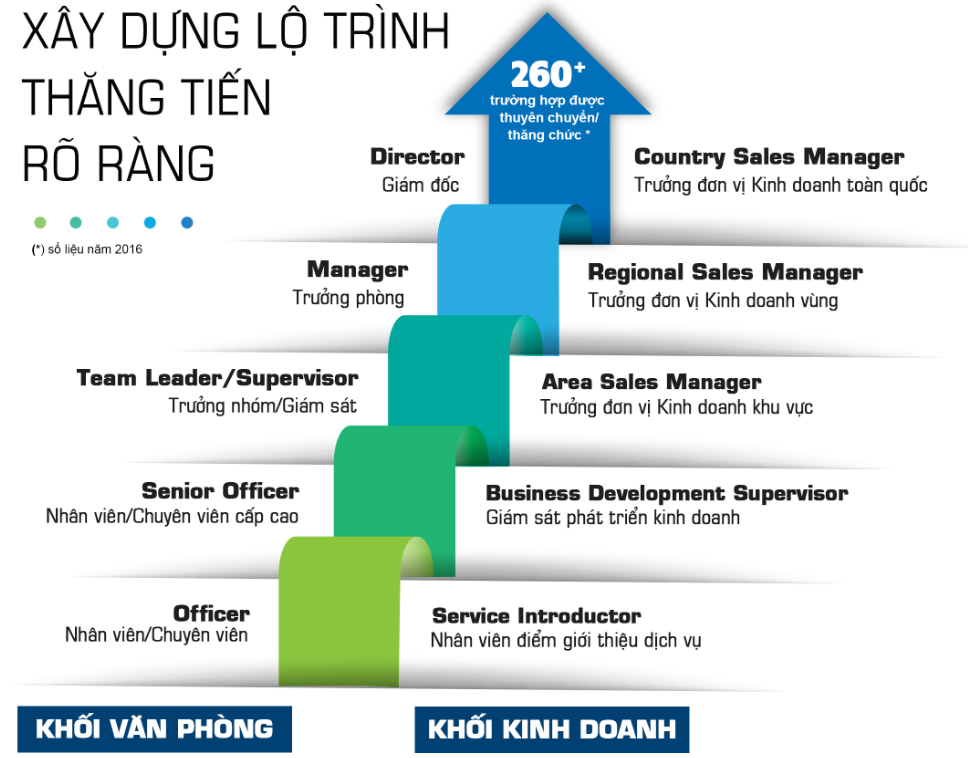 XÂY DỰNG LỘ TRÌNH
THĂNG TIẾN
RÕ RÀNG
(*) số liệu năm 2016
260+
trường hợp được
thuyên chuyển/
thăng chức *
Director
Giám đốc
Country Sales Manager
Trưởng đơn vị Kinh doanh toàn quốc
Manager
Trưởng phòng
Regional Sales Manager
Trưởng đơn vị Kinh doanh vùng
Team Leader/Supervisor
Trưởng nhóm/Giám sát
Area Sales Manager
Trưởng đơn vị Kinh doanh khu vực
Senior Officer
Nhân viên/Chuyên viên cấp cao
Business Development Supervisor
Giám sát phát triển kinh doanh
Officer
Nhân viên/Chuyên viên
Service Introductor
Nhân viên điểm giới thiệu dịch vụ
KHỐI VĂN PHÒNG
KHỐI KINH DOANH